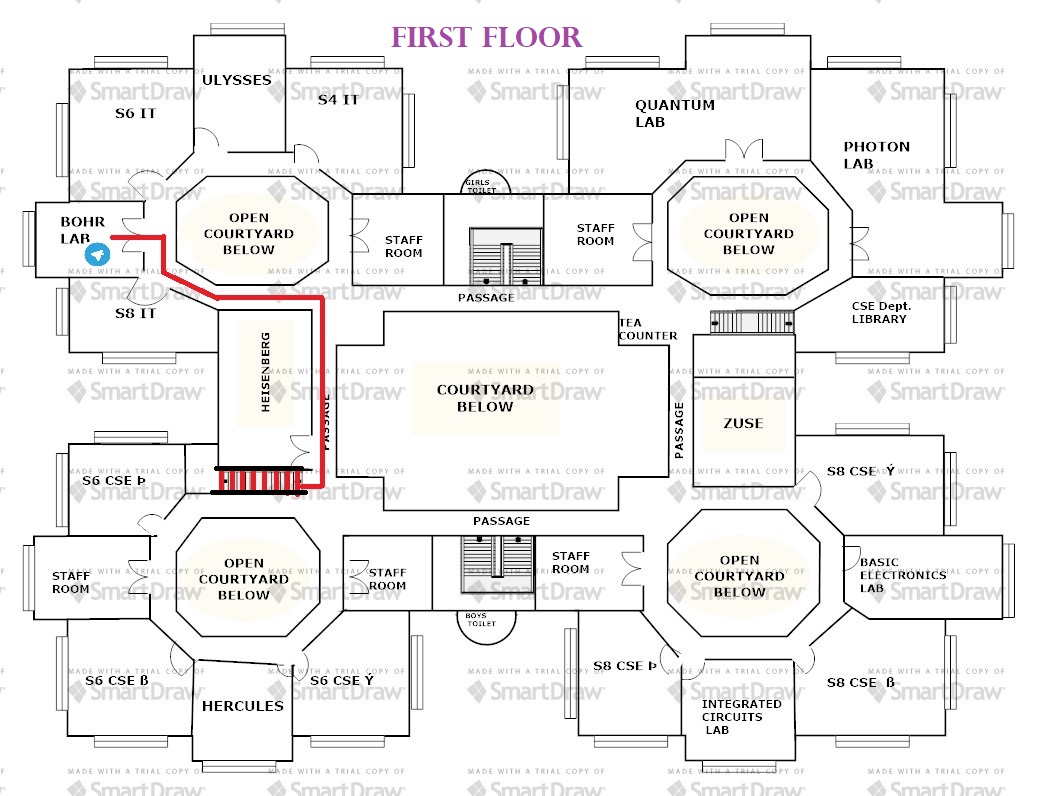 FIRST FLOOR
ULYSSES
S6 IT
S4 IT
QUANTUM
LAB
PHOTON
LAB
GIRLS
TOILET
BOHR
LAB
OPEN
COURTYARD
BELOW
STAFF
ROOM
STAFF
ROOM
OPEN
COURTYARD
BELOW
PASSAGE
S8 IT
CSE Dept.
LIBRARY
TEA
COUNTER
HEISENBERG
PASSAGE
COURTYARD
BELOW
PASSAGE
ZUSE
S6 CSE Þ
S8 CSE Ý
PASSAGE
STAFF
ROOM
OPEN
COURTYARD
BELOW
STAFF
ROOM
STAFF
ROOM
OPEN
COURTYARD
BELOW
BASIC
ELECTRONICS
LAB
BOYS
TOILET
S6 CSE ß
S6 CSE Ý
S8 CSE Þ
S8 CSE ß
HERCULES
INTEGRATED
CIRCUITS
LAB
MADE WITH A TRIAL COPY OF
SmartDraw